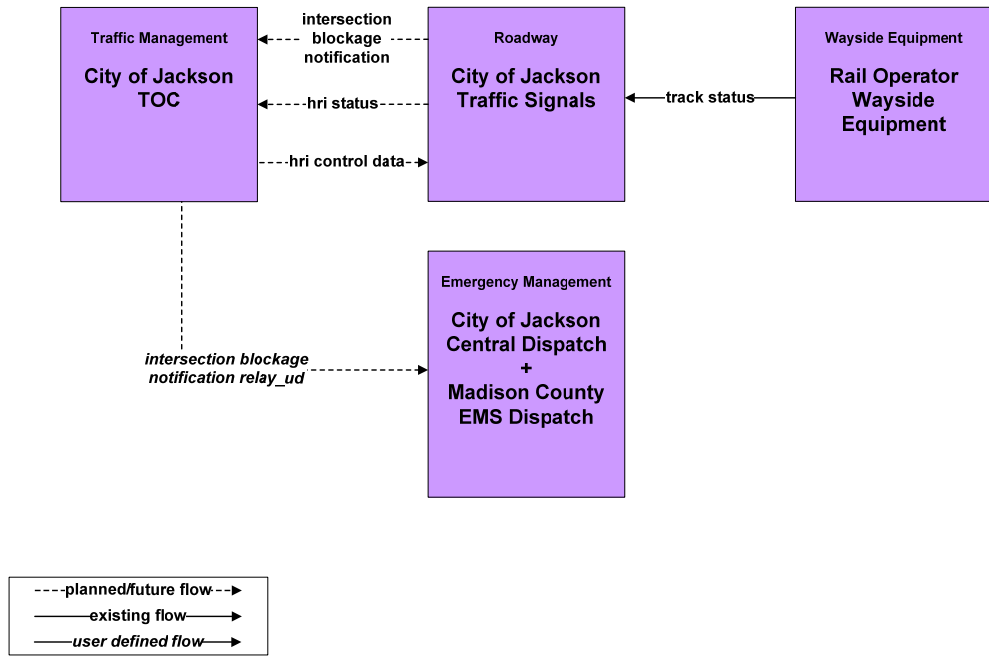 Traffic Management
City of Jackson
TOC
intersection
blockage
notification
hri status
hri control data
Roadway
City of Jackson
Traffic Signals
track status
Wayside Equipment
Rail Operator
Wayside
Equipment
intersection blockage
notification relay_ud
Emergency Management
City of Jackson
Central Dispatch
+
Madison County
EMS Dispatch
planned/future flow
existing flow
user defined flow